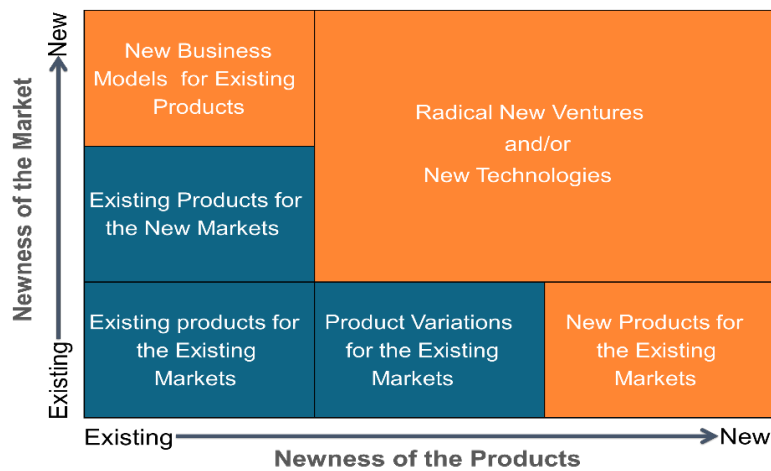 New
Newness of the Market
Existing
New Business
Models for Existing
Products
Radical New Ventures
and/or
New Technologies
Existing Products for
the New Markets
Existing products for
the Existing
Markets
Product Variations
for the Existing
Markets
New Products for
the Existing
Markets
Existing
New
Newness of the Products